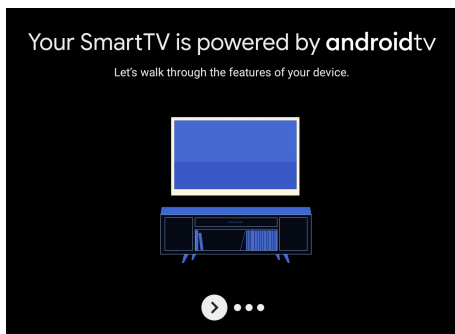 Your SmartTV is powered by androidtv
Let's walk through the features of your device.